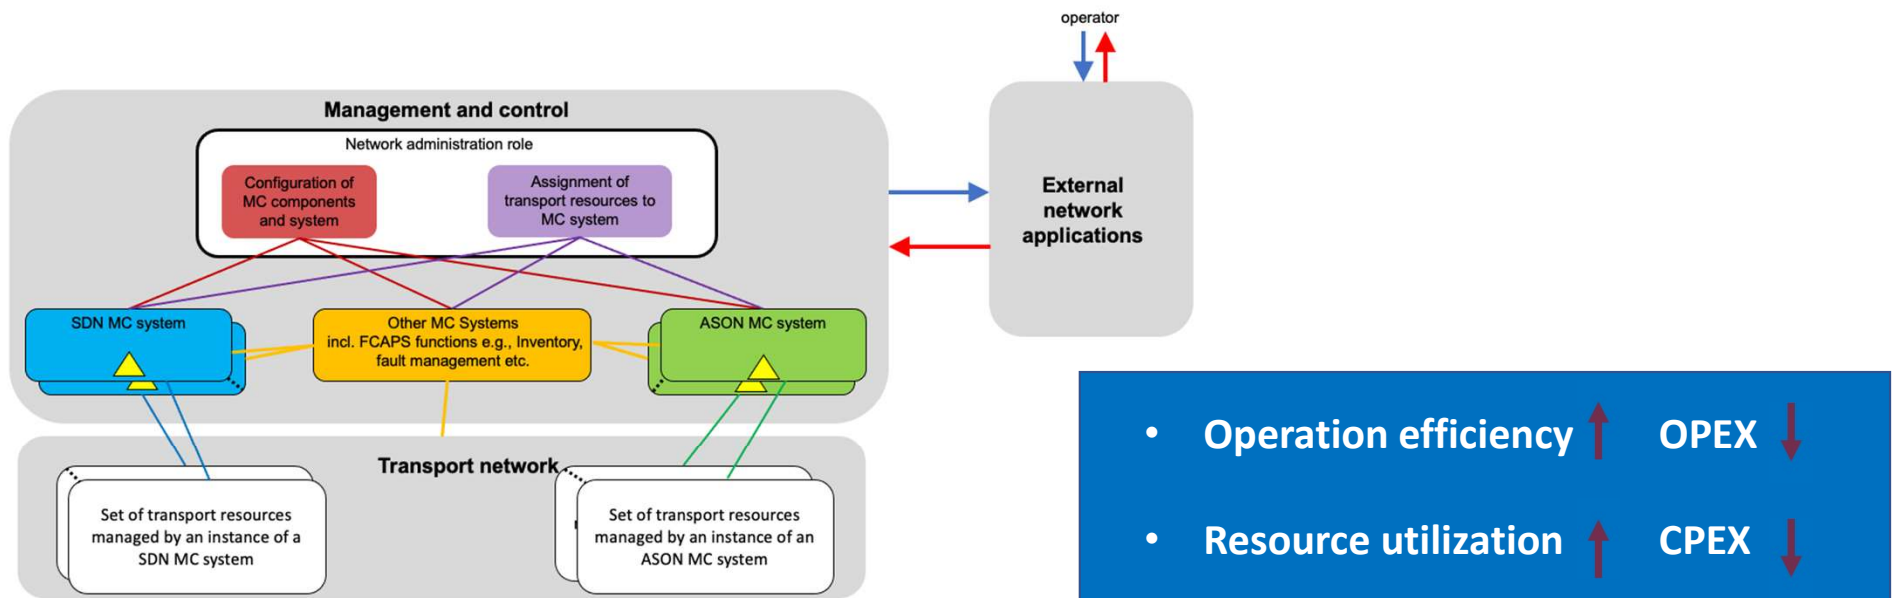 operator
Management and control
Network administration role
Configuration of
MC components
and system
Assignment of
transport resources to
MC system
External
network
applications
SDN MC system
Other MC Systems
incl. FCAPS functions e.g., Inventory,
fault management etc.
ASON MC system
Transport network
Set of transport resources
managed by an instance of a
SDN MC system
Set of transport resources
managed by an instance of an
ASON MC system
• Operation efficiency OPEX
• Resource utilization CPEX